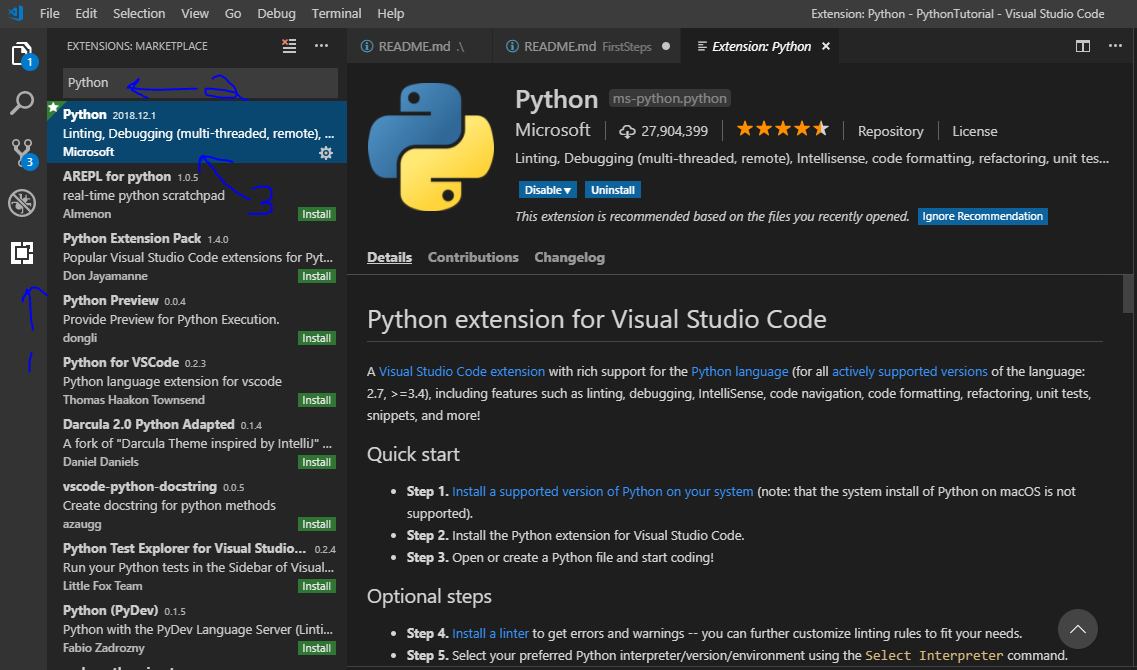 File Edit Selection View Go Debug Terminal Help
Extension: Python - PythonTutorial - Visual Studio Code
1
3
EXTENSIONS: MARKETPLACE
Python
2
Python 2018.12.1
Linting, Debugging (multi-threaded, remote), ...
Microsoft
3
AREPL for python 1.0.5
real-time python scratchpad
Almenon Install
Python Extension Pack 1.4.0
Popular Visual Studio Code extensions for Pyt...
Don Jayamanne Install
1
Python Preview 0.0.4
Provide Preview for Python Execution.
dongli Install
Python for VSCode 0.2.3
Python language extension for vscode
Thomas Haakon Townsend Install
Darcula 2.0 Python Adapted 0.1.4
A fork of "Darcula Theme inspired by IntelliJ" ...
Daniel Daniels Install
vscode-python-docstring 0.0.5
Create docstring for python methods
azaugg Install
Python Test Explorer for Visual Studio... 0.2.4
Run your Python tests in the Sidebar of Visual...
Little Fox Team Install
Python (PyDev) 0.1.5
Python with the PyDev Language Server (Linti...
Fabio Zadrozny Install
README.md .\
README.md FirstSteps
Extension: Python
Python ms-python.python
Microsoft 27,904,399 Repository License
Linting, Debugging (multi-threaded, remote), Intellisense, code formatting, refactoring, unit tes...
Disable Uninstall
This extension is recommended based on the files you recently opened. Ignore Recommendation
Details Contributions Changelog
Python extension for Visual Studio Code
A Visual Studio Code extension with rich support for the Python language (for all actively supported versions of the language:
2.7, >=3.4), including features such as linting, debugging, IntelliSense, code navigation, code formatting, refactoring, unit tests,
snippets, and more!
Quick start
• Step 1. Install a supported version of Python on your system (note: that the system install of Python on macOS is not
supported).
• Step 2. Install the Python extension for Visual Studio Code.
• Step 3. Open or create a Python file and start coding!
Optional steps
• Step 4. Install a linter to get errors and warnings -- you can further customize linting rules to fit your needs.
• Step 5. Select your preferred Python interpreter/version/environment using the Select Interpreter command.